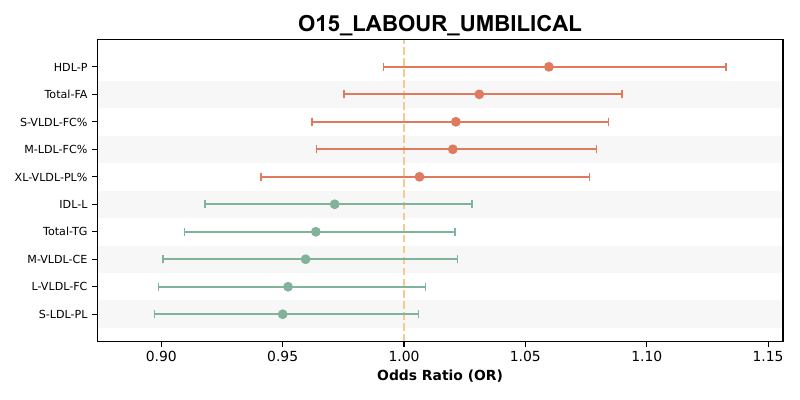 O15_LABOUR_UMBILICAL
HDL-P
Total-FA
S-VLDL-FC%
M-LDL-FC%
XL-VLDL-PL%
IDL-L
Total-TG
M-VLDL-CE
L-VLDL-FC
S-LDL-PL
0.90 0.95 1.00 1.05 1.10 1.15
Odds Ratio (OR)